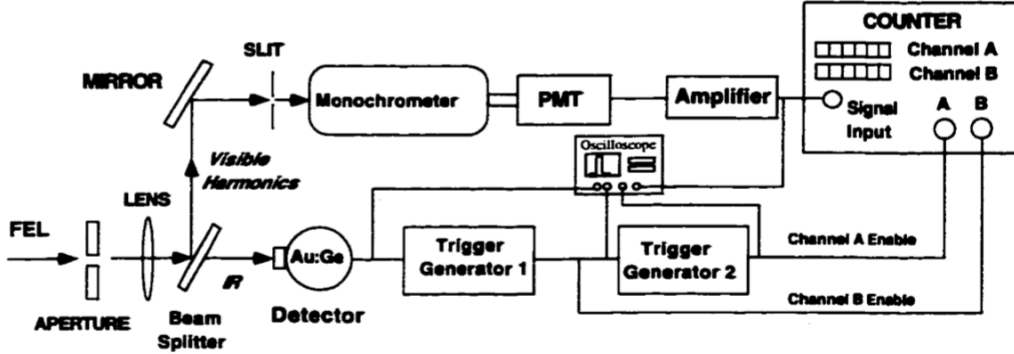 COUNTER
Channel A
Channel B
A B
Signal
Input
SLIT
MIRROR
Monochrometer
PMT
Amplifier
Oscilloscope
Visible
Harmonics
LENS
FEL
Au:Ge
IR
Trigger
Generator 1
Trigger
Generator 2
Channel A Enable
Channel B Enable
APERTURE
Beam
Splitter
Detector